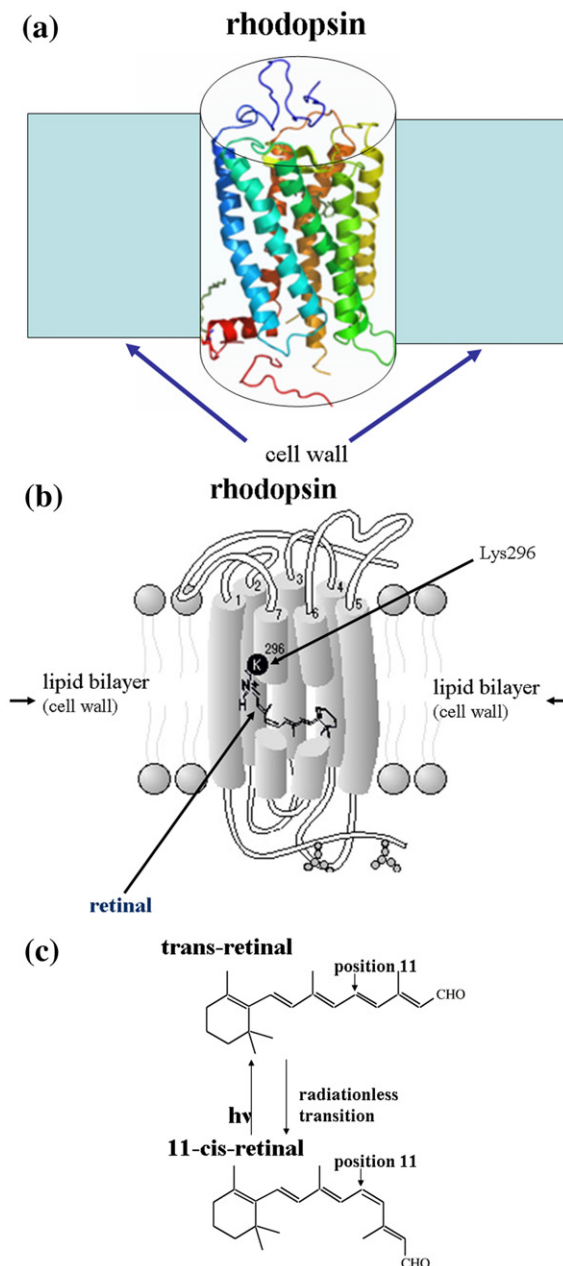 (a)
rhodopsin
cell wall
(b)
rhodopsin
Lys296
1
2
3
4
5
7
6
296
K
N+
H
lipid bilayer
(cell wall)
lipid bilayer
(cell wall)
retinal
(c)
trans-retinal
position 11
CHO
hν
radiationless
transition
11-cis-retinal
position 11
CHO